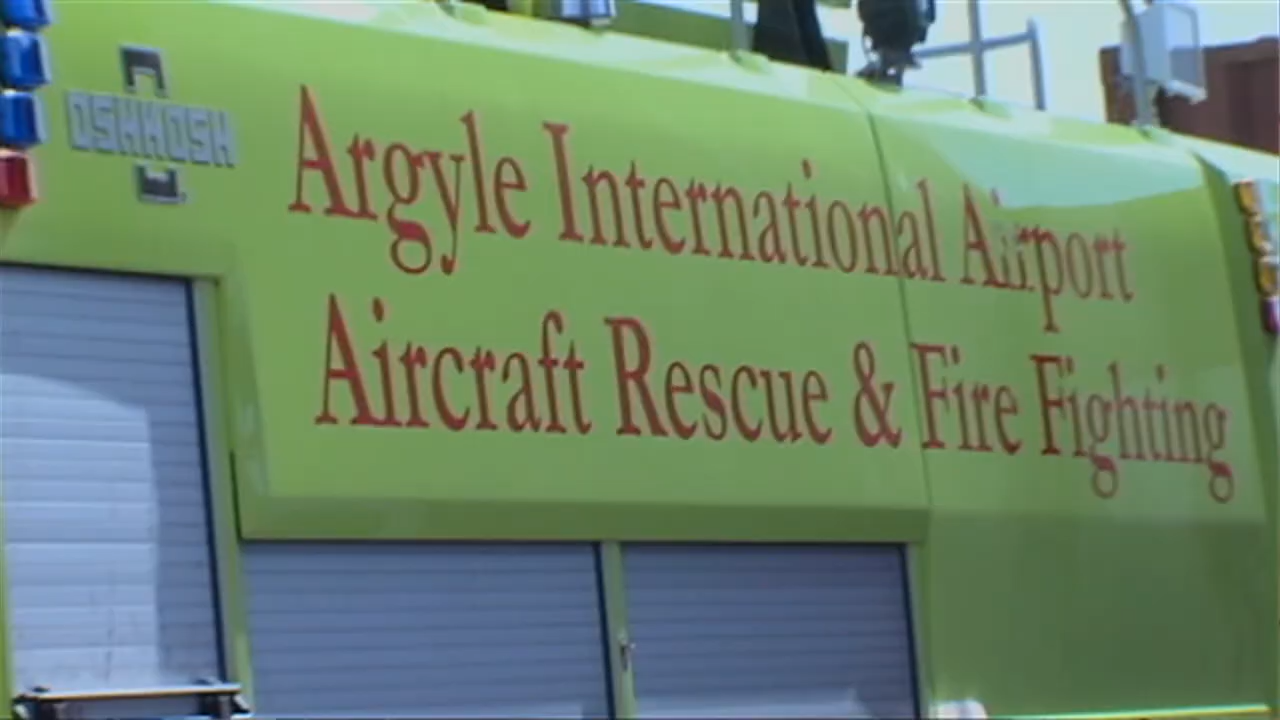 OSHKOSH
Argyle International Airport
Aircraft Rescue & Fire Fighting